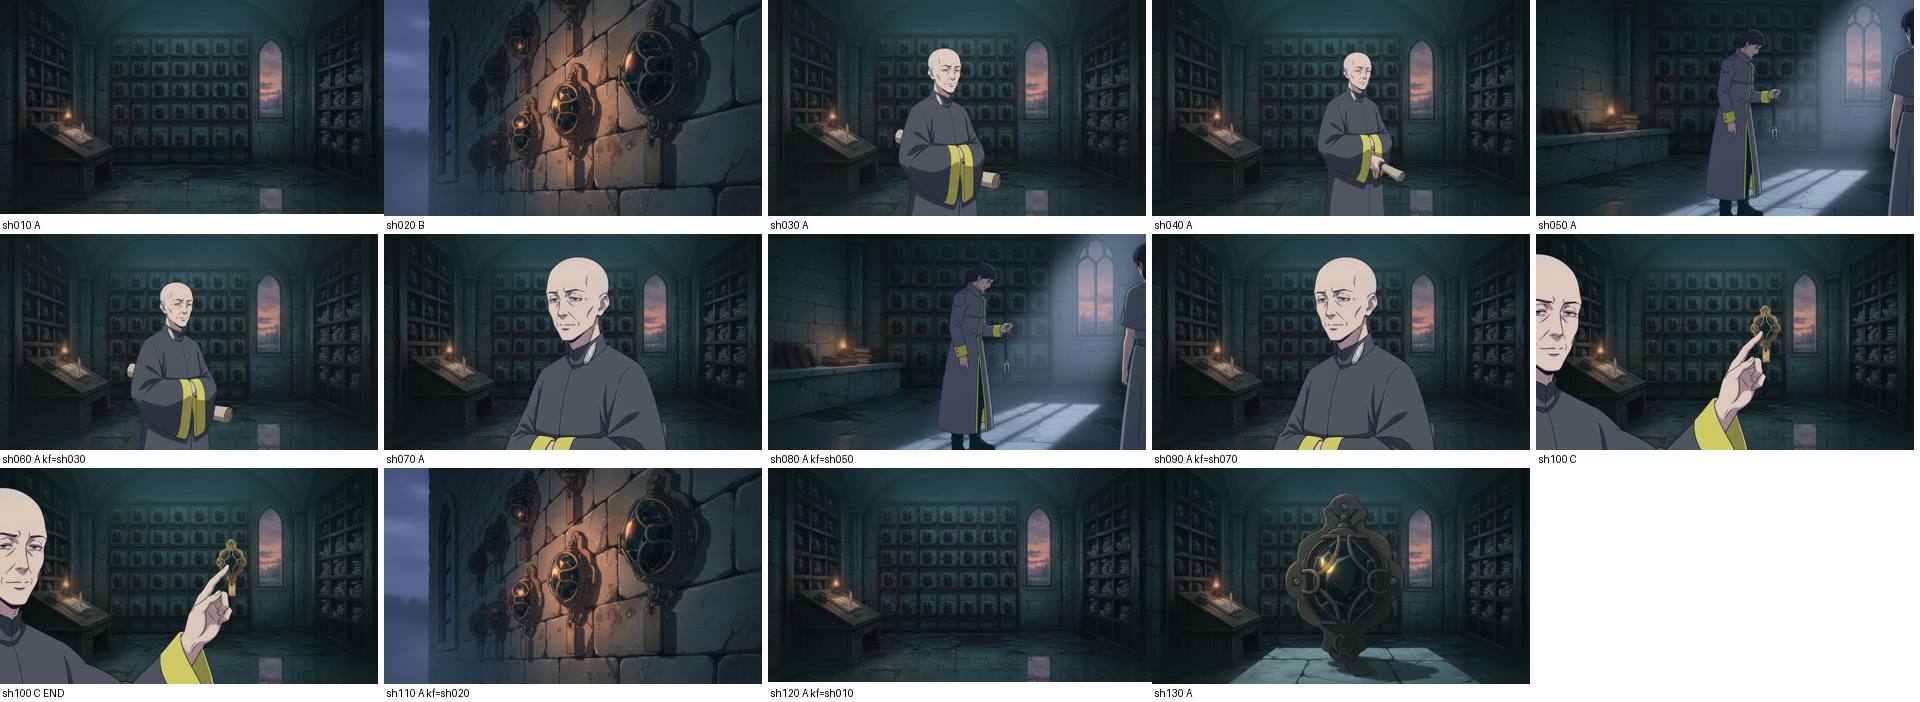 sh010 A
sh020 B
sh030 A
sh040 A
sh050 A
sh060 A kf=sh030
sh070 A
sh080 A kf=sh050
sh090 A kf=sh070
sh100 C
sh100 C END
sh110 A kf=sh020
sh120 A kf=sh010
sh130 A